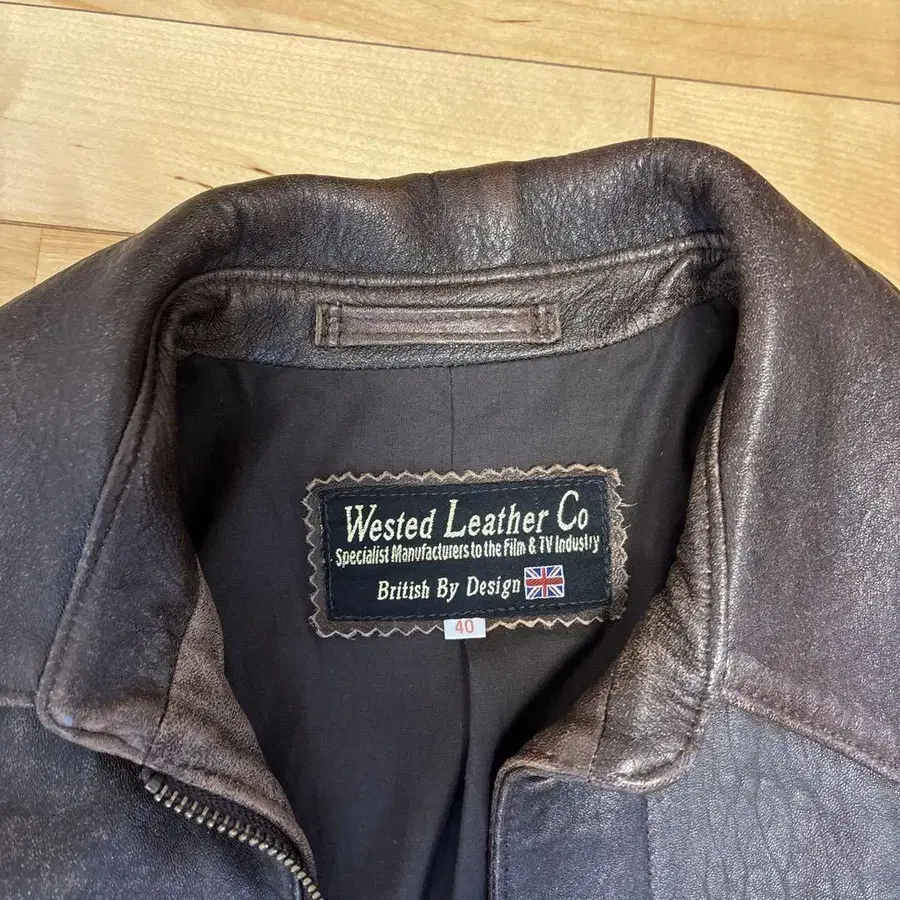 Wested Leather Co
Specialist Manufacturers to the Film & TV Industry
British By Design
40